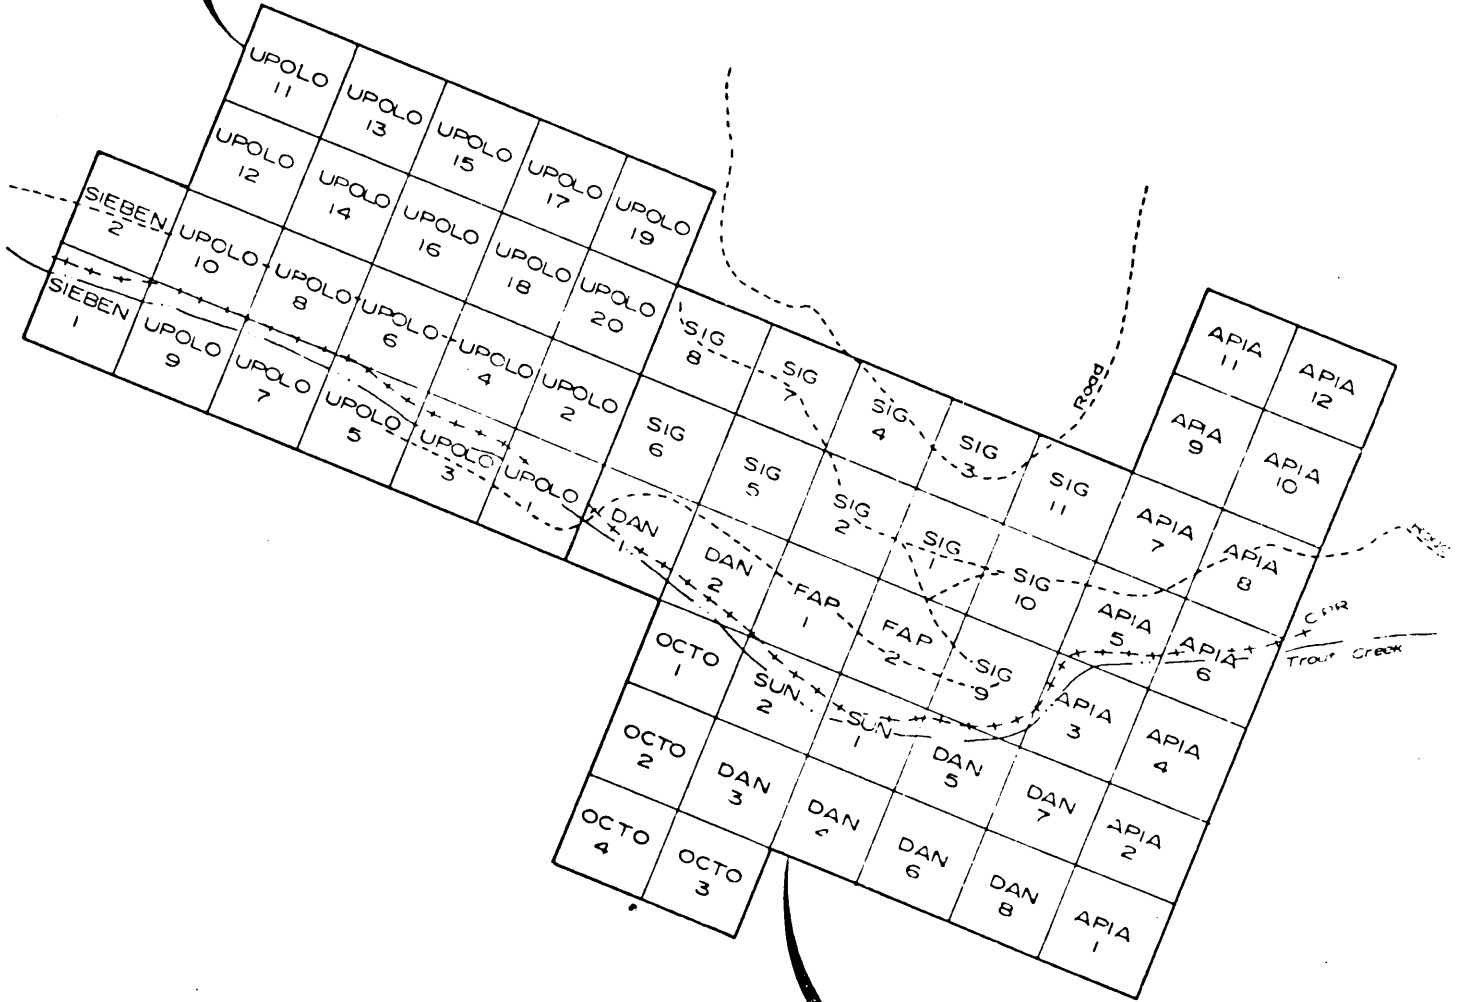 UPOLO
11
UPOLO
13
UPOLO
15
UPOLO
17
UPOLO
19
UPOLO
12
UPOLO
14
UPOLO
16
UPOLO
18
UPOLO
20
SIEBEN
2
UPOLO
10
UPOLO
8
UPOLO
6
UPOLO
4
UPOLO
2
SIEBEN
1
UPOLO
9
UPOLO
7
UPOLO
5
UPOLO
3
UPOLO
1
SIG
8
SIG
7
SIG
4
SIG
3
SIG
11
SIG
6
SIG
5
SIG
2
SIG
1
SIG
10
SIG
9
Road
APIA
11
APIA
12
APIA
9
APIA
10
APIA
7
APIA
8
APIA
5
APIA
6
APIA
3
APIA
4
APIA
2
APIA
1
CPR
Trout Creek
DAN
1
DAN
2
FAP
1
FAP
2
OCTO
1
SUN
2
SUN
1
DAN
5
DAN
7
OCTO
2
DAN
3
DAN
DAN
6
DAN
8
OCTO
4
OCTO
3